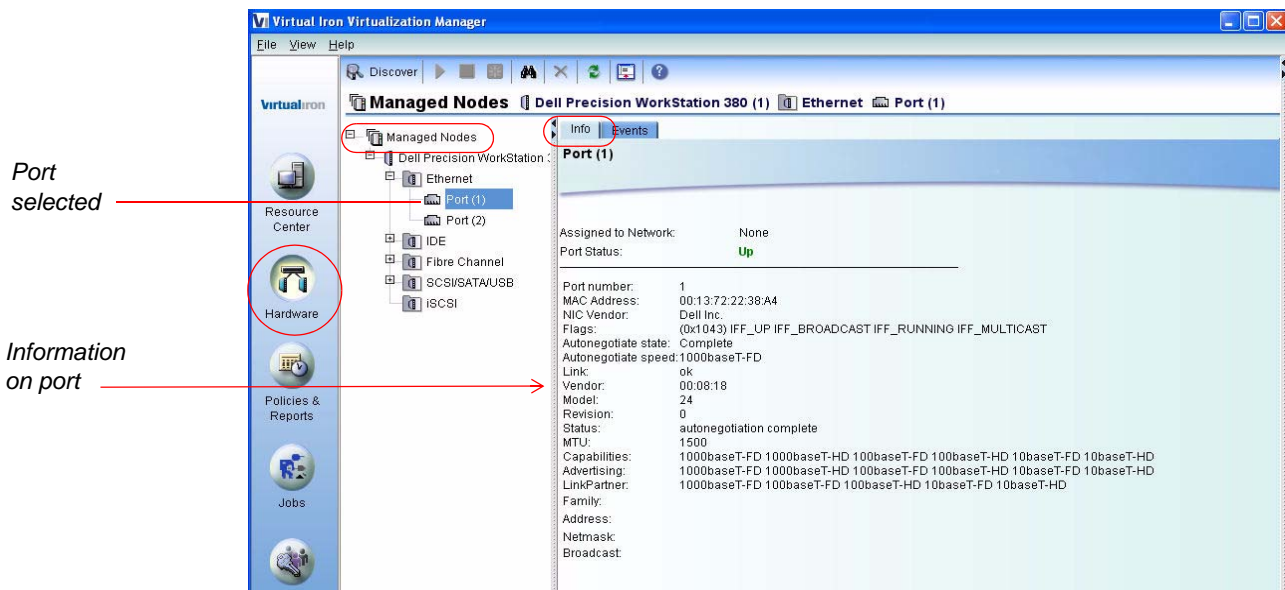 Virtual Iron Virtualization Manager
File View Help
Discover
Virtualiron
Managed Nodes Dell Precision WorkStation 380 (1) Ethernet Port (1)
Port
selected
Information
on port
Resource
Center
Hardware
Policies &
Reports
Jobs
Managed Nodes
Dell Precision WorkStation
Ethernet
Port (1)
Port (2)
IDE
Fibre Channel
SCSI/SATA/USB
iSCSI
Info Events
Port (1)
Assigned to Network: None
Port Status: Up
Port number: 1
MAC Address: 00:13:72:22:38:A4
NIC Vendor: Dell Inc.
Flags: (0x1043) IFF_UP IFF_BROADCAST IFF_RUNNING IFF_MULTICAST
Autonegotiate state: Complete
Autonegotiate speed: 1000baseT-FD
Link: ok
Vendor: 00:08:18
Model: 24
Revision: 0
Status: autonegotiation complete
MTU: 1500
Capabilities: 1000baseT-FD 1000baseT-HD 100baseT-FD 100baseT-HD 10baseT-FD 10baseT-HD
Advertising: 1000baseT-FD 1000baseT-HD 100baseT-FD 100baseT-HD 10baseT-FD 10baseT-HD
LinkPartner: 1000baseT-FD 100baseT-FD 100baseT-HD 10baseT-FD 10baseT-HD
Family:
Address:
Netmask:
Broadcast: